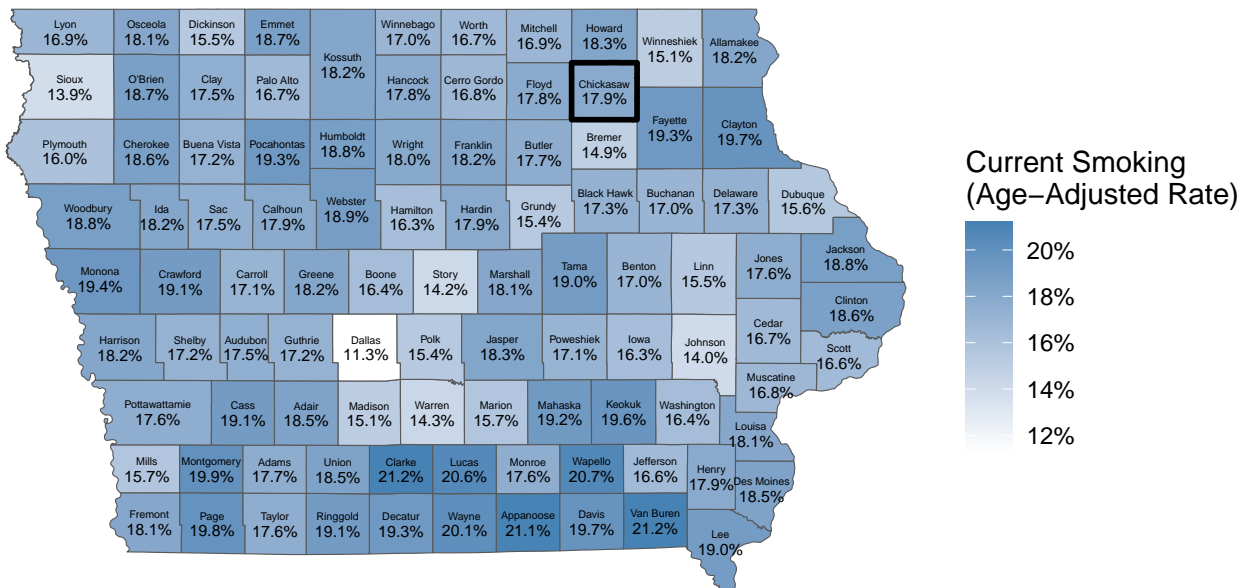 Lyon
16.9%
Osceola
18.1%
Dickinson
15.5%
Emmet
18.7%
Kossuth
18.2%
Winnebago
17.0%
Worth
16.7%
Mitchell
16.9%
Howard
18.3%
Winneshiek
15.1%
Allamakee
18.2%
Sioux
13.9%
O'Brien
18.7%
Clay
17.5%
Palo Alto
16.7%
Hancock
17.8%
Cerro Gordo
16.8%
Floyd
17.8%
Chickasaw
17.9%
Fayette
19.3%
Clayton
19.7%
Plymouth
16.0%
Cherokee
18.6%
Buena Vista
17.2%
Pocahontas
19.3%
Humboldt
18.8%
Wright
18.0%
Franklin
18.2%
Butler
17.7%
Bremer
14.9%
Woodbury
18.8%
Ida
18.2%
Sac
17.5%
Calhoun
17.9%
Webster
18.9%
Hamilton
16.3%
Hardin
17.9%
Grundy
15.4%
Black Hawk
17.3%
Buchanan
17.0%
Delaware
17.3%
Dubuque
15.6%
Monona
19.4%
Crawford
19.1%
Carroll
17.1%
Greene
18.2%
Boone
16.4%
Story
14.2%
Marshall
18.1%
Tama
19.0%
Benton
17.0%
Linn
15.5%
Jones
17.6%
Jackson
18.8%
Clinton
18.6%
Harrison
18.2%
Shelby
17.2%
Audubon
17.5%
Guthrie
17.2%
Dallas
11.3%
Polk
15.4%
Jasper
18.3%
Poweshiek
17.1%
Iowa
16.3%
Johnson
14.0%
Cedar
16.7%
Scott
16.6%
Muscatine
16.8%
Pottawattamie
17.6%
Cass
19.1%
Adair
18.5%
Madison
15.1%
Warren
14.3%
Marion
15.7%
Mahaska
19.2%
Keokuk
19.6%
Washington
16.4%
Louisa
18.1%
Mills
15.7%
Montgomery
19.9%
Adams
17.7%
Union
18.5%
Clarke
21.2%
Lucas
20.6%
Monroe
17.6%
Wapello
20.7%
Jefferson
16.6%
Henry
17.9%
Des Moines
18.5%
Fremont
18.1%
Page
19.8%
Taylor
17.6%
Ringgold
19.1%
Decatur
19.3%
Wayne
20.1%
Appanoose
21.1%
Davis
19.7%
Van Buren
21.2%
Lee
19.0%
Current Smoking
(Age−Adjusted Rate)
20%
18%
16%
14%
12%